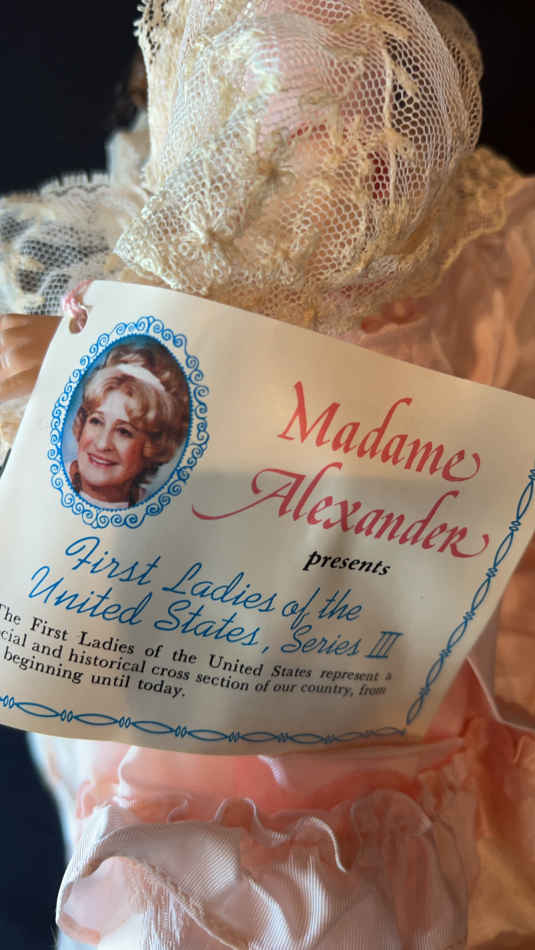 Madame
Alexander
presents
First Ladies of the
United States, Series III
The First Ladies of the United States represent a
cial and historical cross section of our country, from
beginning until today.